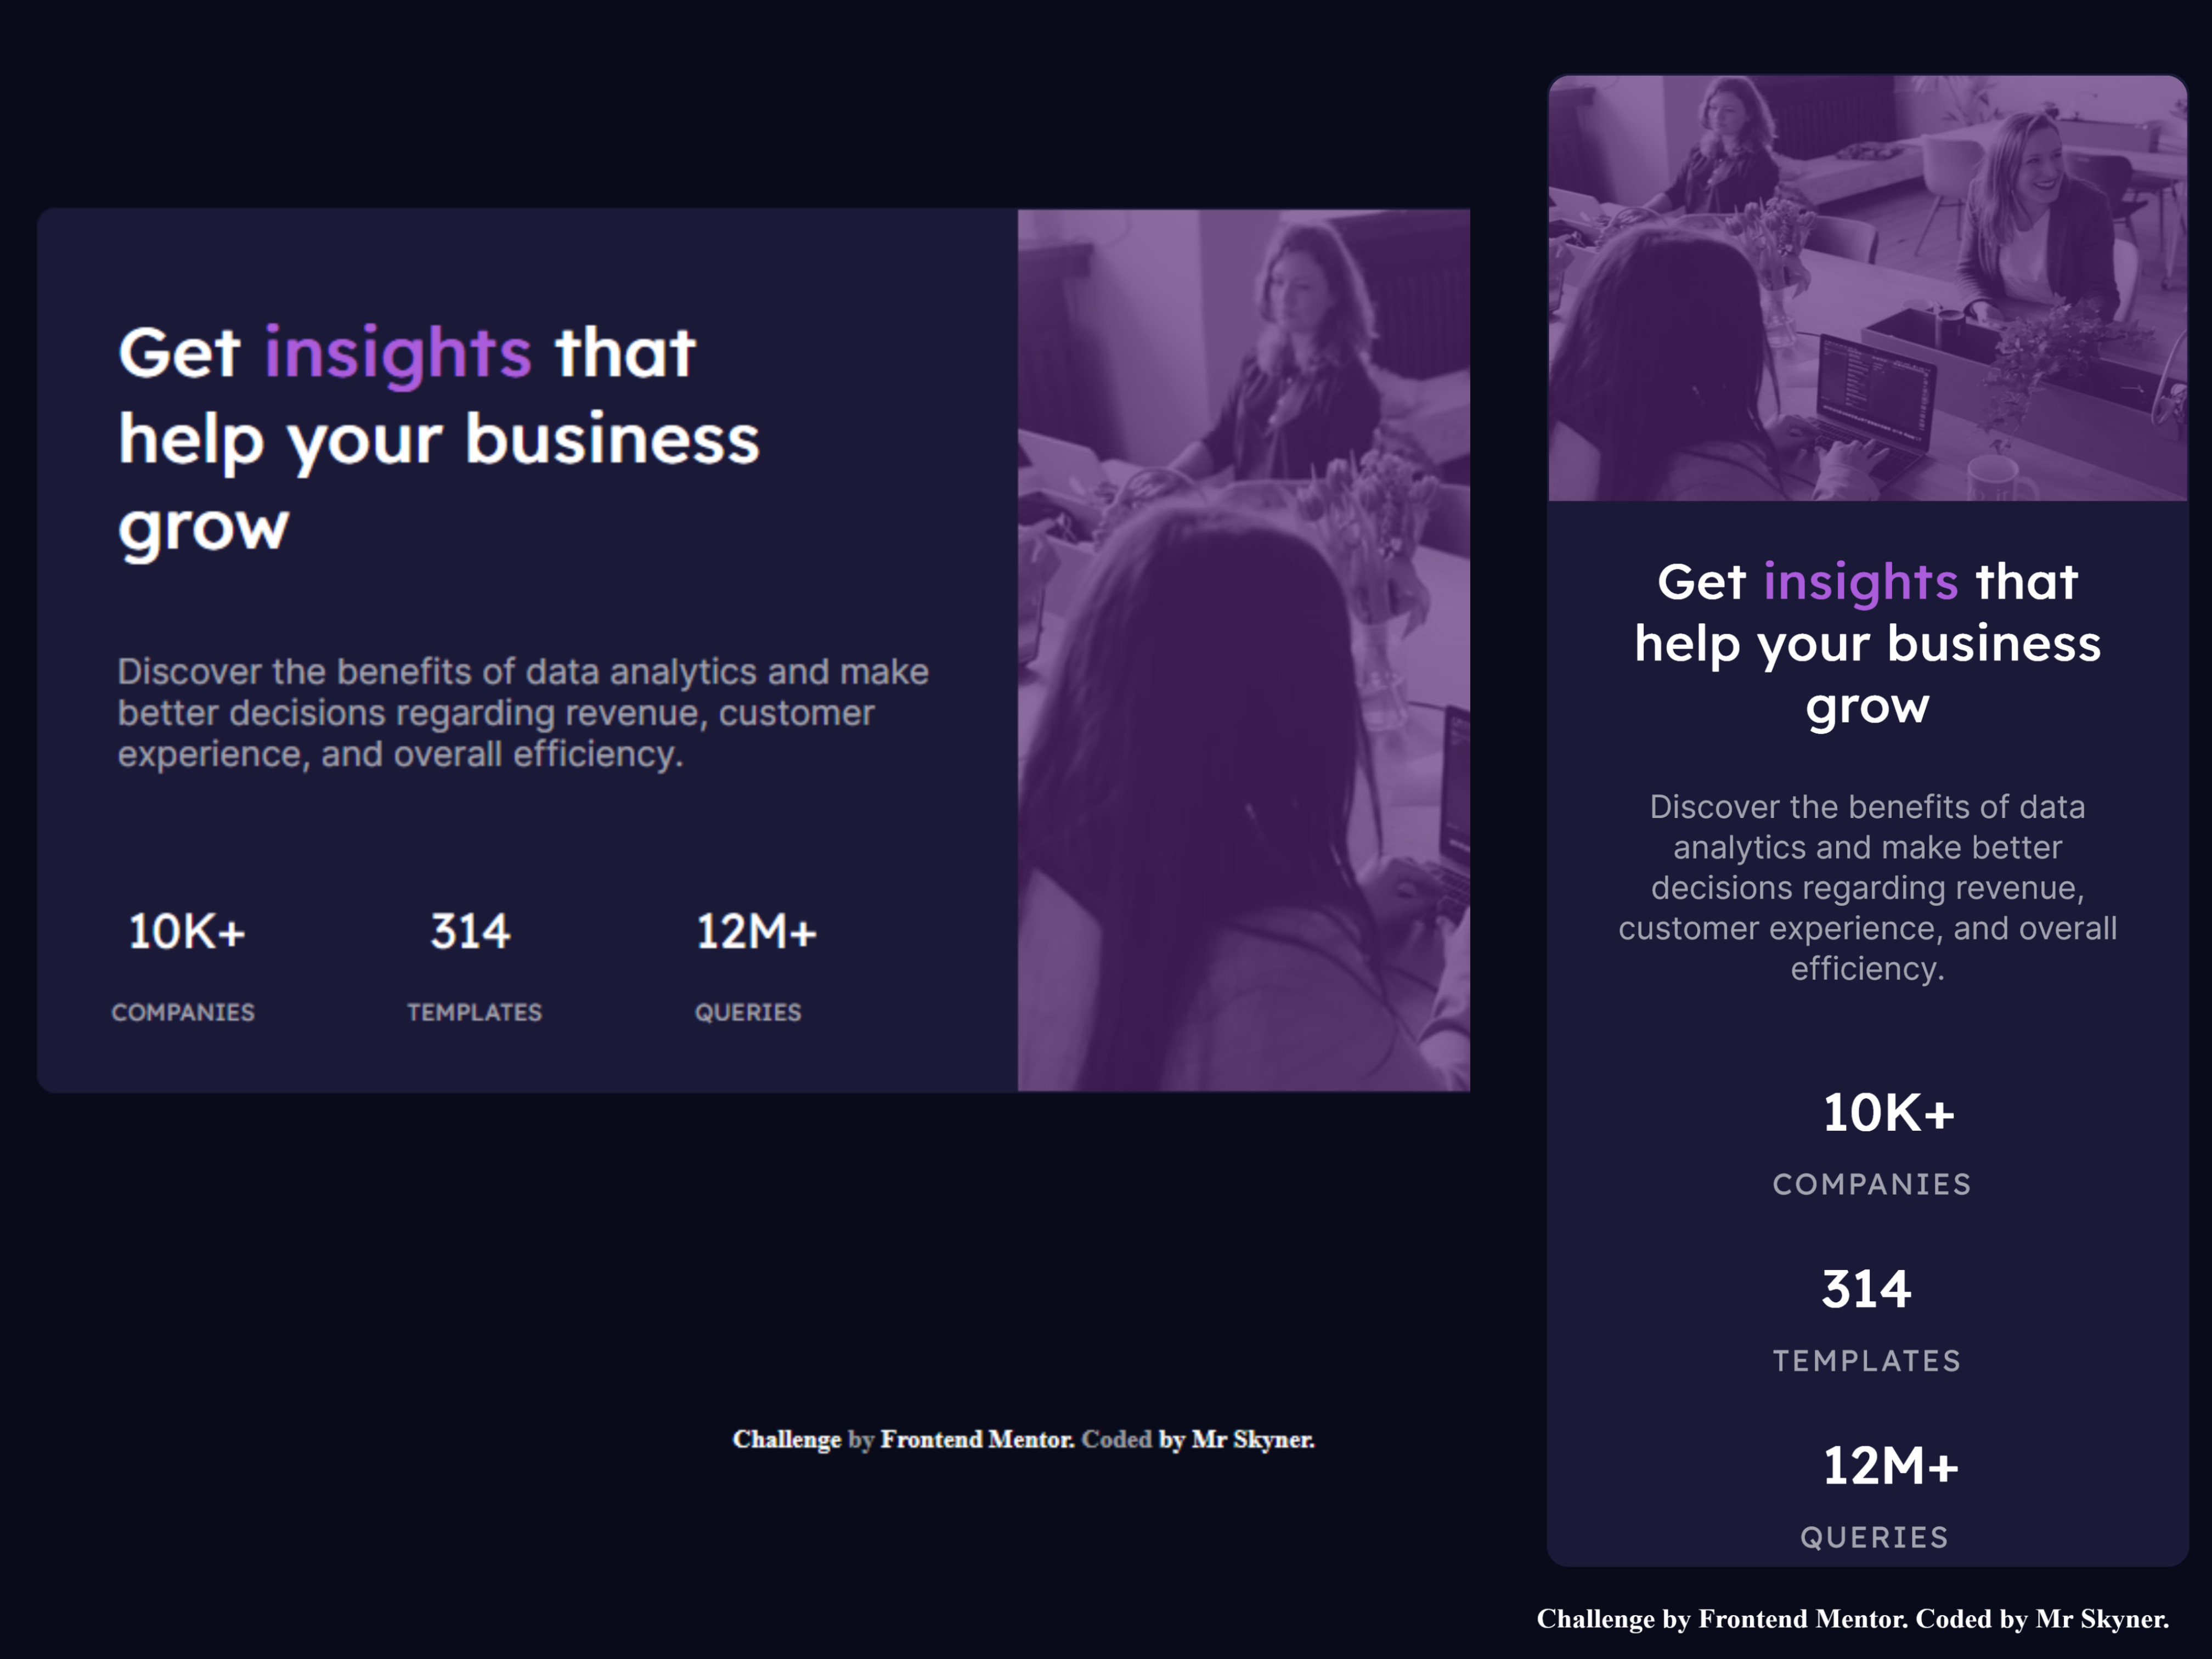 Get insights that
help your business
grow
Discover the benefits of data analytics and make
better decisions regarding revenue, customer
experience, and overall efficiency.
10K+ 314 12M+
COMPANIES TEMPLATES QUERIES
Challenge by Frontend Mentor. Coded by Mr Skyner.
Get insights that
help your business
grow
Discover the benefits of data
analytics and make better
decisions regarding revenue,
customer experience, and overall
efficiency.
10K+
COMPANIES
314
TEMPLATES
12M+
QUERIES
Challenge by Frontend Mentor. Coded by Mr Skyner.